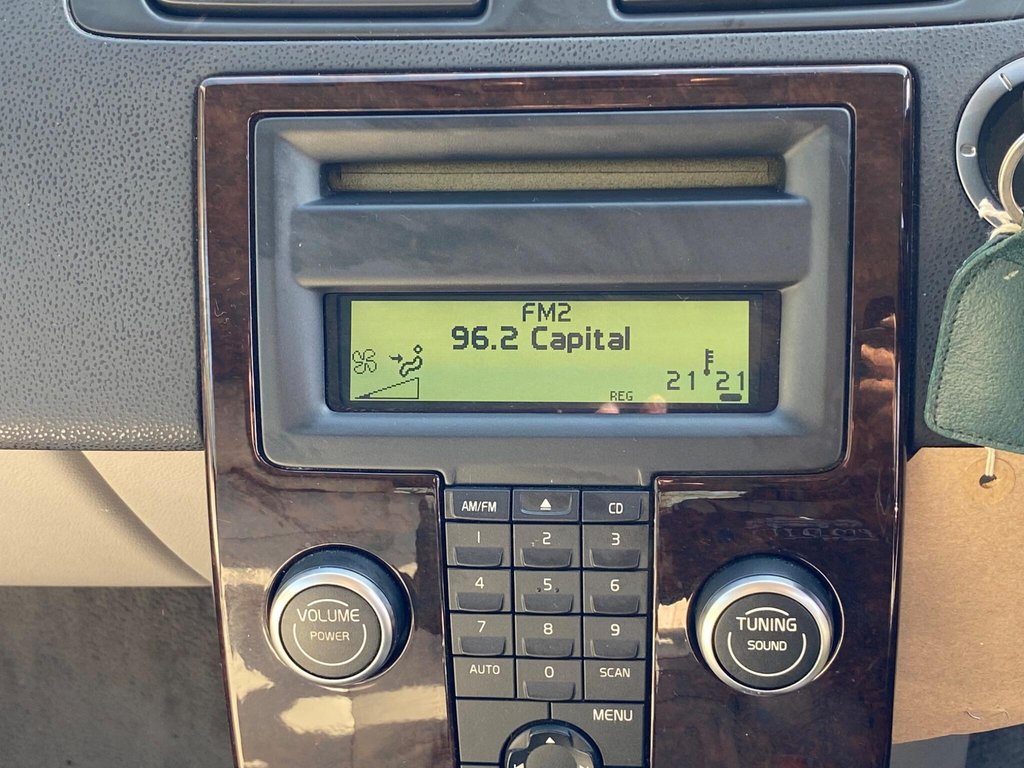 FM2
96.2 Capital
21 21
REG
AM/FM CD
1 2 3
4 5 6
7 8 9
AUTO 0 SCAN
MENU
VOLUME
POWER
TUNING
SOUND